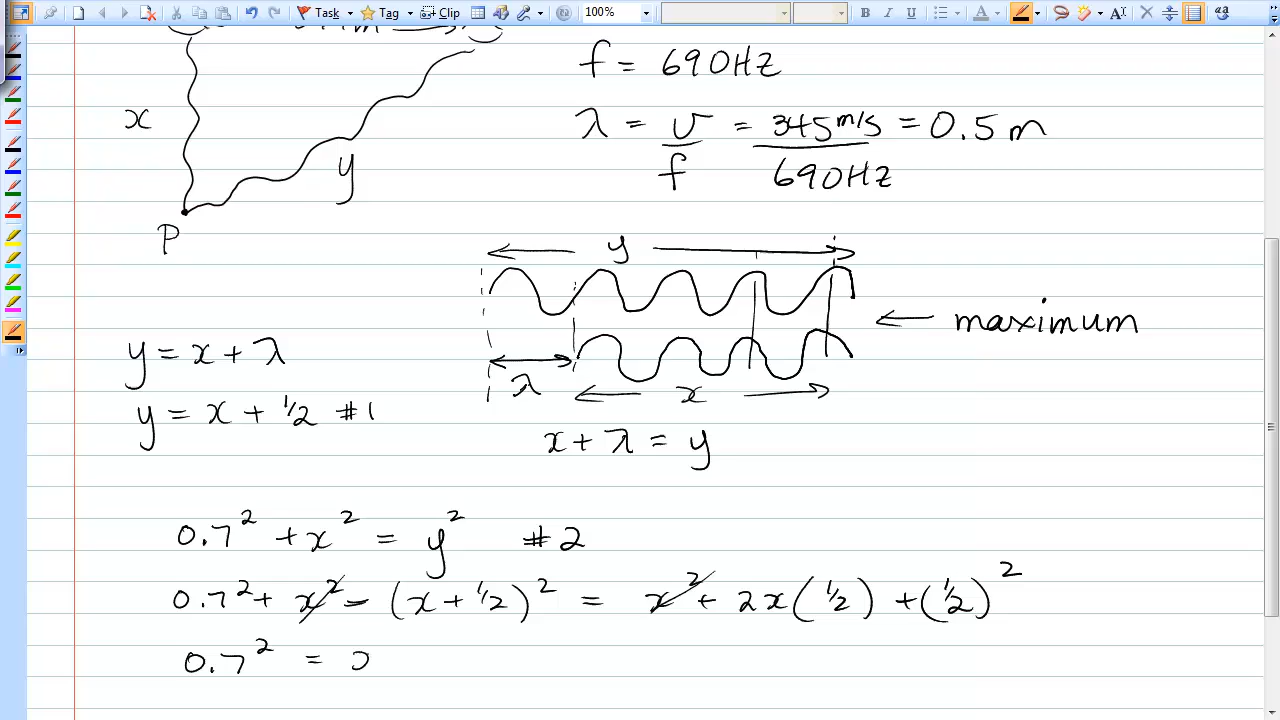 Task Tag Clip 100% B I U
f = 690HZ
x
λ = v/f = 345m/s / 690HZ = 0.5 m
y
P
y
maximum
y = x + λ
λ
x
y = x + 1/2 #1
x + λ = y
0.7² + x² = y² #2
0.7² + x² - (x + 1/2)² = x² + 2x(1/2) + (1/2)²
0.7² =